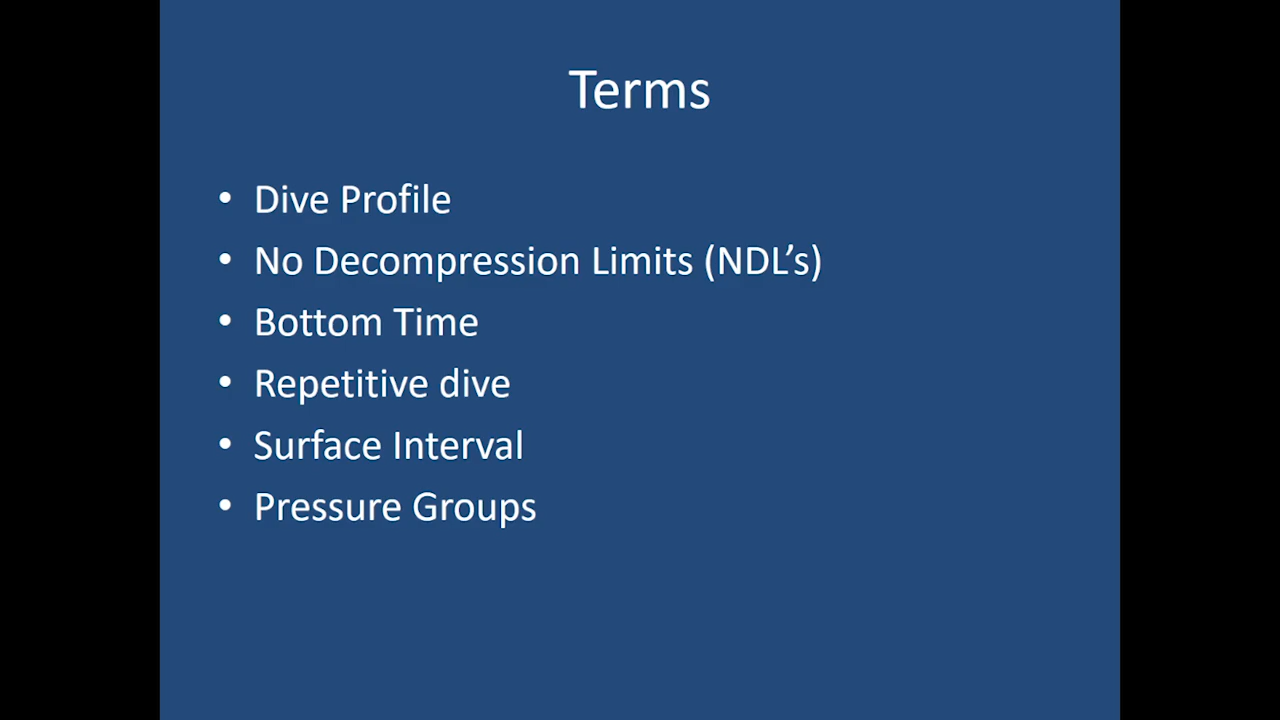 Terms
• Dive Profile
• No Decompression Limits (NDL’s)
• Bottom Time
• Repetitive dive
• Surface Interval
• Pressure Groups